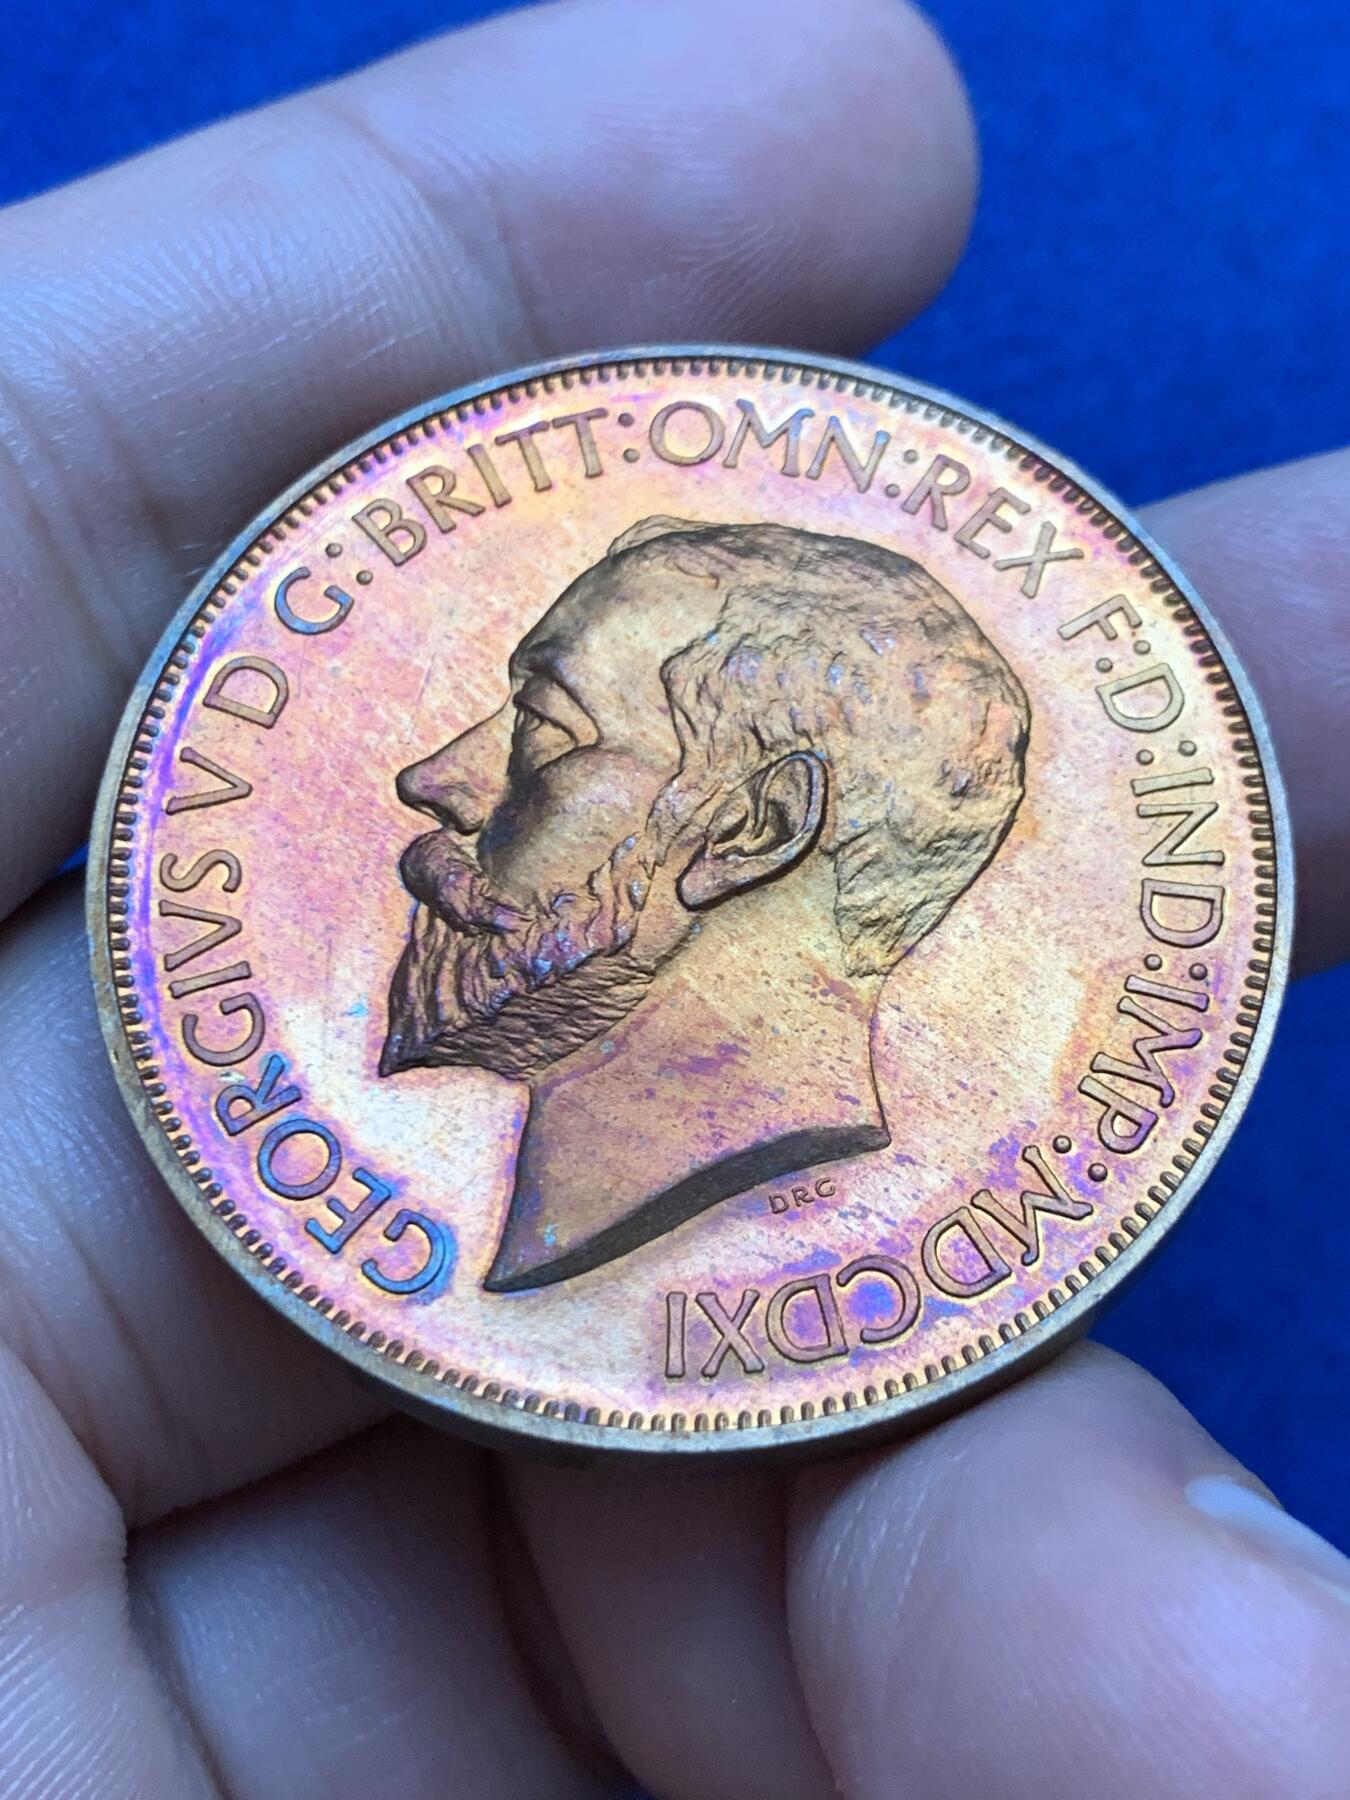 GEORGIVS V D G: BRITT: OMN: REX F: D: IND: IMP: MDCDXI
DRG